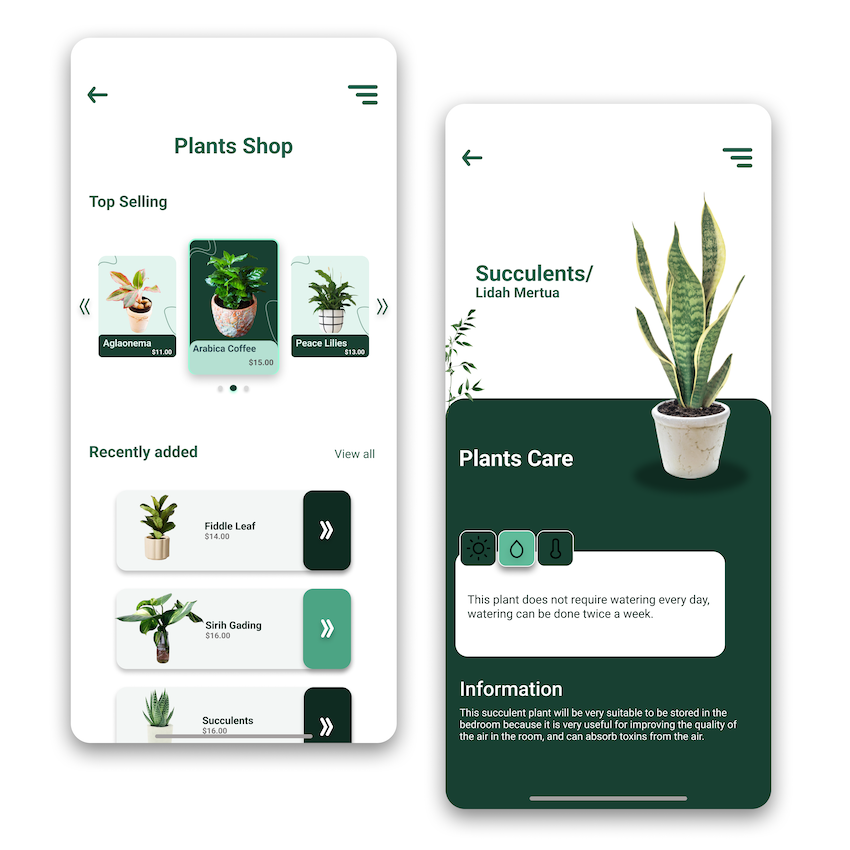 Plants Shop
Top Selling
Aglaonema
$11.00
Arabica Coffee
$15.00
Peace Lilies
$13.00
Recently added
View all
Fiddle Leaf
$14.00
Sirih Gading
$16.00
Succulents
$16.00
Succulents/
Lidah Mertua
Plants Care
This plant does not require watering every day,
watering can be done twice a week.
Information
This succulent plant will be very suitable to be stored in the
bedroom because it is very useful for improving the quality of
the air in the room, and can absorb toxins from the air.